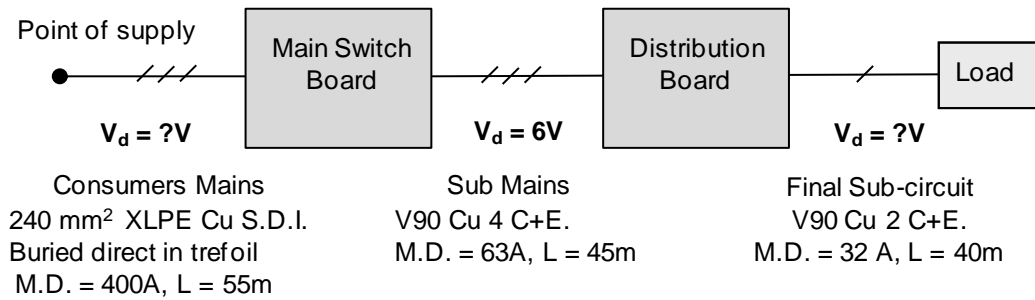 Point of supply
Main Switch
Board
Distribution
Board
Load
V_d = ?V
V_d = 6V
V_d = ?V
Consumers Mains
240 mm² XLPE Cu S.D.I.
Buried direct in trefoil
M.D. = 400A, L = 55m
Sub Mains
V90 Cu 4 C+E.
M.D. = 63A, L = 45m
Final Sub-circuit
V90 Cu 2 C+E.
M.D. = 32 A, L = 40m